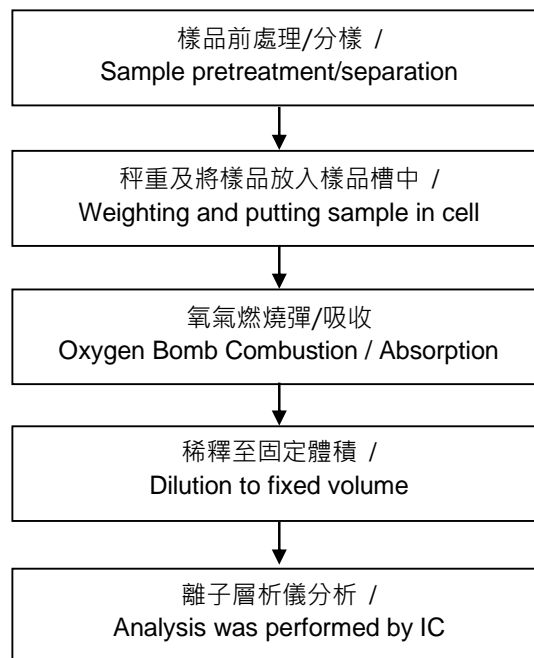 樣品前處理/分樣 /
Sample pretreatment/separation
秤重及將樣品放入樣品槽中 /
Weighting and putting sample in cell
氧氣燃燒彈/吸收
Oxygen Bomb Combustion / Absorption
稀釋至固定體積 /
Dilution to fixed volume
離子層析儀分析 /
Analysis was performed by IC